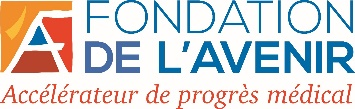 FONDATION
DE L'AVENIR
Accélérateur de progrès médical